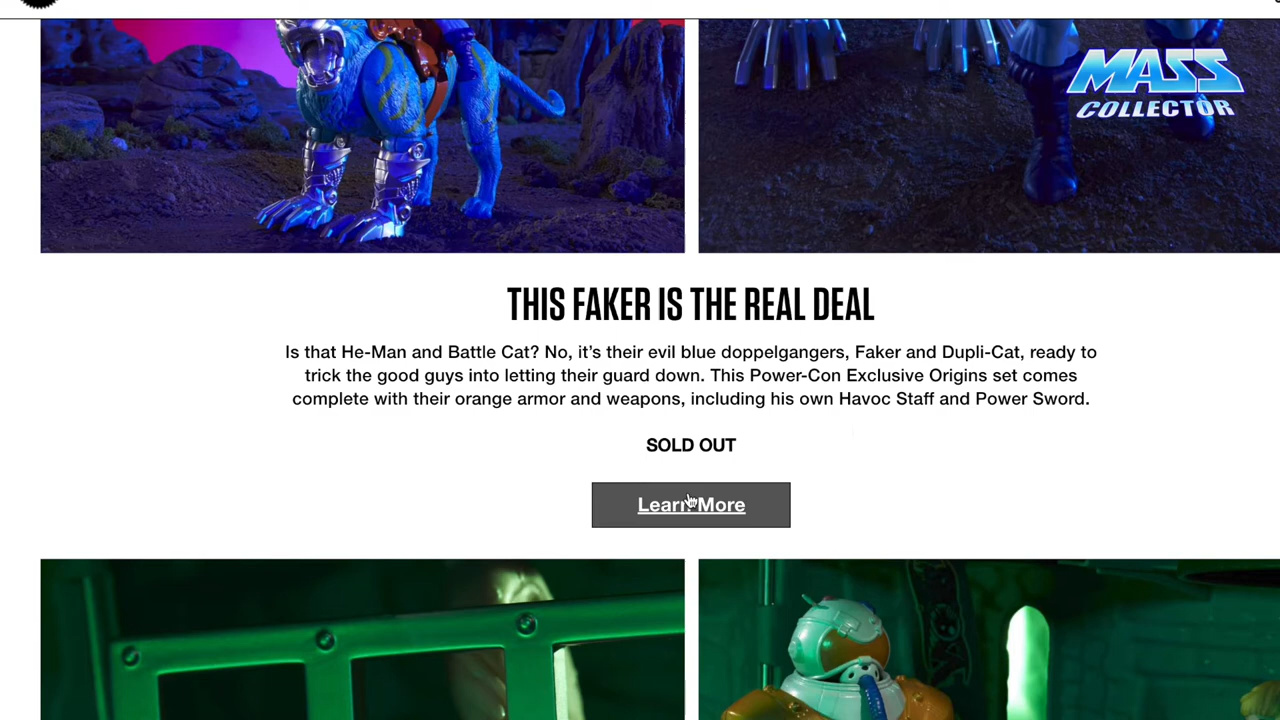 MASS
COLLECTOR
THIS FAKER IS THE REAL DEAL
Is that He-Man and Battle Cat? No, it's their evil blue doppelgangers, Faker and Dupli-Cat, ready to
trick the good guys into letting their guard down. This Power-Con Exclusive Origins set comes
complete with their orange armor and weapons, including his own Havoc Staff and Power Sword.
SOLD OUT
Learn More